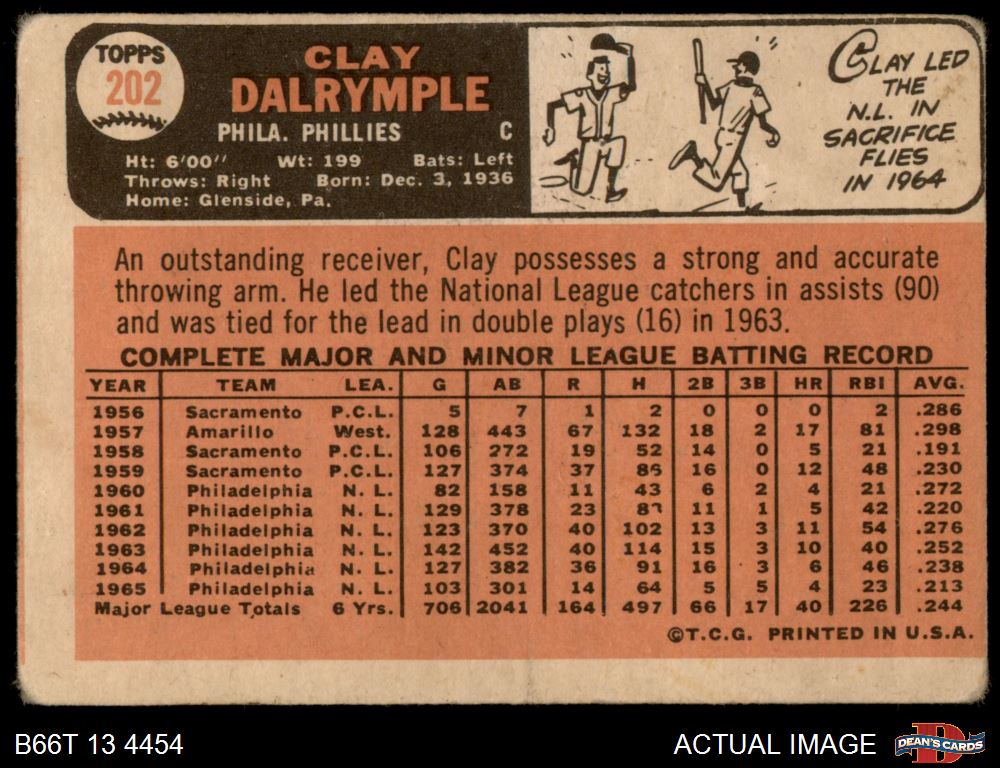 TOPPS
202
CLAY
DALRYMPLE
PHILA. PHILLIES C
Ht: 6'00" Wt: 199 Bats: Left
Throws: Right Born: Dec. 3, 1936
Home: Glenside, Pa.
CLAY LED
THE
N.L. IN
SACRIFICE
FLIES
IN 1964
An outstanding receiver, Clay possesses a strong and accurate
throwing arm. He led the National League catchers in assists (90)
and was tied for the lead in double plays (16) in 1963.
COMPLETE MAJOR AND MINOR LEAGUE BATTING RECORD
YEAR TEAM LEA. G AB R H 2B 3B HR RBI AVG.
1956 Sacramento P.C.L. 5 7 1 2 0 0 0 2 .286
1957 Amarillo West. 128 443 67 132 18 2 17 81 .298
1958 Sacramento P.C.L. 106 272 19 52 14 0 5 21 .191
1959 Sacramento P.C.L. 127 374 37 86 16 0 12 48 .230
1960 Philadelphia N. L. 82 158 11 43 6 2 4 21 .272
1961 Philadelphia N. L. 129 378 23 11 1 5 42 .220
1962 Philadelphia N. L. 123 370 40 102 13 3 11 54 .276
1963 Philadelphia N. L. 142 452 40 114 15 3 10 40 .252
1964 Philadelphia N. L. 127 382 36 91 16 3 6 46 .238
1965 Philadelphia N. L. 103 301 14 64 5 5 4 23 .213
Major League Totals 6 Yrs. 706 2041 164 497 66 17 40 226 .244
©T.C.G. PRINTED IN U.S.A.
B66T 13 4454
ACTUAL IMAGE
D
DEAN'S CARDS